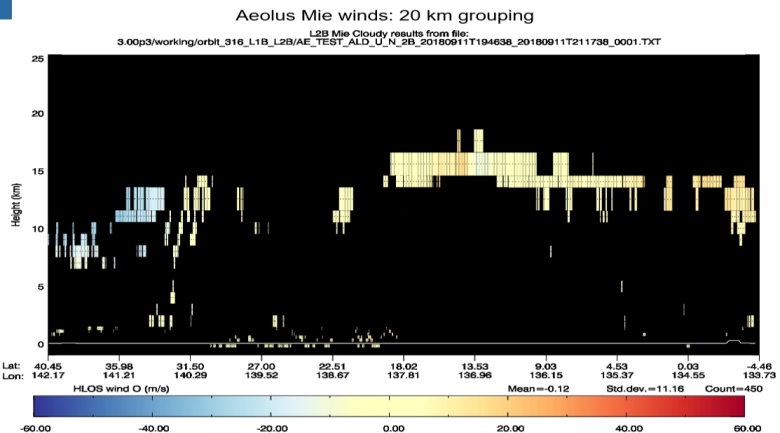 Aeolus Mie winds: 20 km grouping
L2B Mie Cloudy results from file:
3.00p3/working/orbit_316_L1B_L2B/AE_TEST_ALD_U_N_2B_20180911T194638_20180911T211738_0001.TXT
25
20
15
10
5
0
Height (km)
Lat: 40.45 35.98 31.50 27.00 22.51 18.02 13.53 9.03 4.53 0.03 -4.46
Lon: 142.17 141.21 140.29 139.52 138.67 137.81 136.96 136.15 135.37 134.55 133.73
HLOS wind O (m/s) Mean=-0.12 Std.dev.=11.16 Count=450
-60.00 -40.00 -20.00 0.00 20.00 40.00 60.00